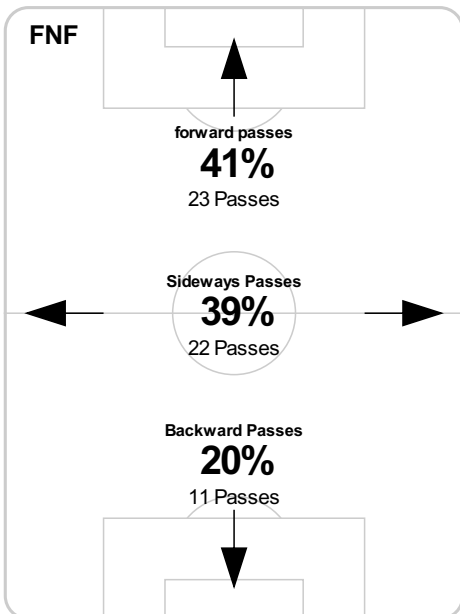 FNF
forward passes
41%
23 Passes
Sideways Passes
39%
22 Passes
Backward Passes
20%
11 Passes